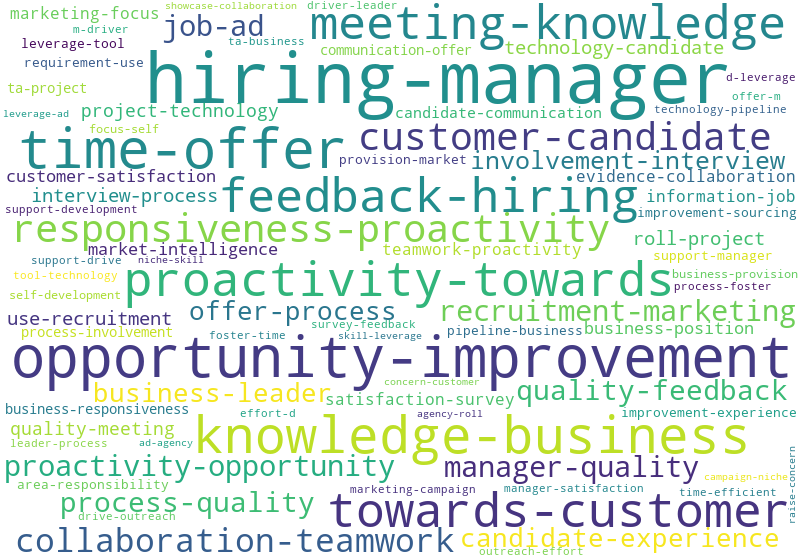 showcase-collaboration driver-leader
marketing-focus job-ad meeting-knowledge
m-driver
leverage-tool ta-business communication-offer technology-candidate
requirement-use hiring-manager d-leverage
ta-project offer-m
leverage-ad project-technology candidate-communication technology-pipeline
focus-self
time-offer customer-candidate
provision-market involvement-interview
customer-satisfaction evidence-collaboration
interview-process feedback-hiring information-job
support-development improvement-sourcing
responsiveness-proactivity roll-project
market-intelligence teamwork-proactivity support-manager
support-drive niche-skill
tool-technology proactivity-towards business-provision
process-foster
self-development
use-recruitment offer-process recruitment-marketing
process-involvement survey-feedback business-position
foster-time skill-leverage pipeline-business
opportunity-improvement
concern-customer
business-leader satisfaction-survey quality-feedback
business-responsiveness effort-d agency-roll improvement-experience
quality-meeting knowledge-business
leader-process ad-agency
proactivity-opportunity manager-quality campaign-niche
area-responsibility marketing-campaign manager-satisfaction time-efficient
raise-concern
process-quality towards-customer
drive-outreach
collaboration-teamwork candidate-experience
outreach-effort